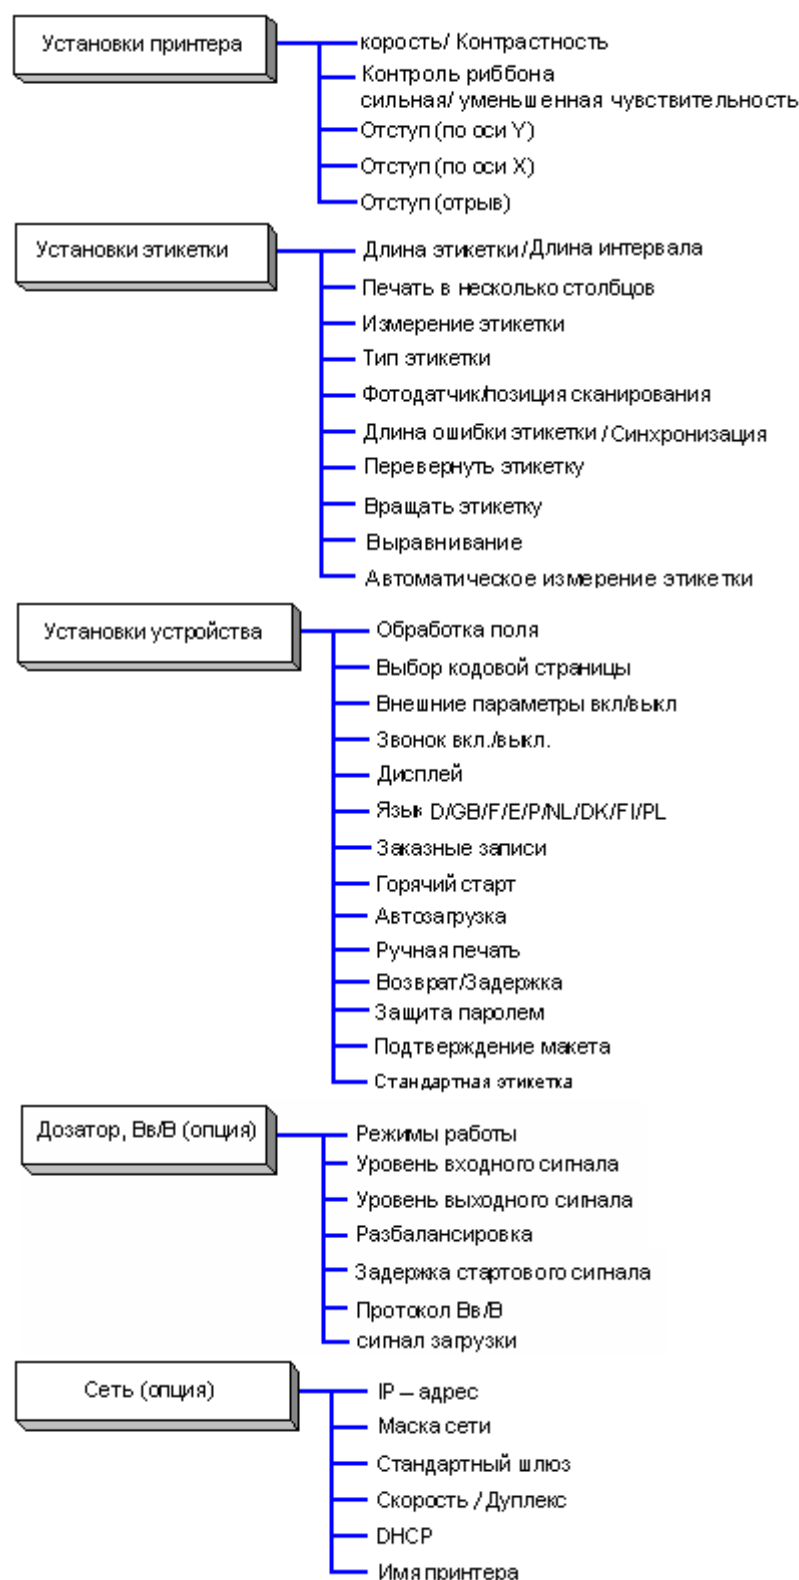 Установки принтера
корость/ Контрастность
Контроль риббона
сильная/ уменьшенная чувствительность
Отступ (по оси Y)
Отступ (по оси X)
Отступ (отрыв)
Установки этикетки
Длина этикетки/Длина интервала
Печать в несколько столбцов
Измерение этикетки
Тип этикетки
Фотодатчик/позиция сканирования
Длина ошибки этикетки /Синхронизация
Перевернуть этикетку
Вращать этикетку
Выравнивание
Автоматическое измерение этикетки
Установки устройства
Обработка поля
Выбор кодовой страницы
Внешние параметры вкл/выкл
Звонок вкл./выкл.
Дисплей
Язык D/GB/F/E/P/NL/DK/FI/PL
Заказные записи
Горячий старт
Автозагрузка
Ручная печать
Возврат/Задержка
Защита паролем
Подтверждение макета
Стандартная этикетка
Дозатор, Вв/В (опция)
Режимы работы
Уровень входного сигнала
Уровень выходного сигнала
Разбалансировка
Задержка стартового сигнала
Протокол Вв/В
сигнал загрузки
Сеть (опция)
IP – адрес
Маска сети
Стандартный шлюз
Скорость / Дуплекс
DHCP
Имя принтера